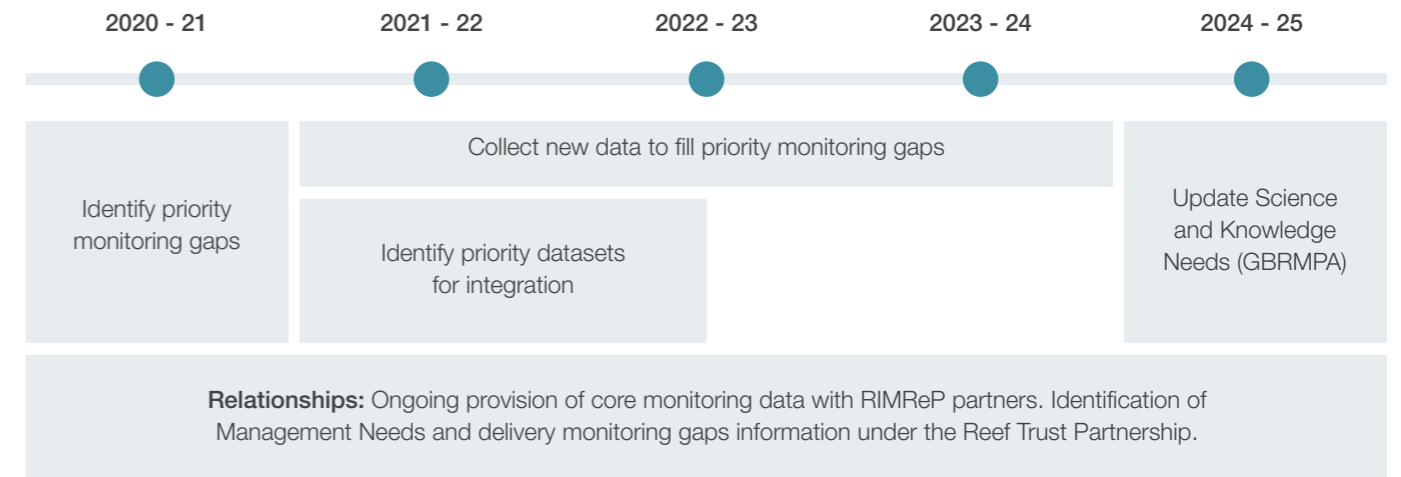 2020 - 21
2021 - 22
2022 - 23
2023 - 24
2024 - 25
Identify priority
monitoring gaps
Collect new data to fill priority monitoring gaps
Identify priority datasets
for integration
Update Science
and Knowledge
Needs (GBRMPA)
Relationships: Ongoing provision of core monitoring data with RIMReP partners. Identification of
Management Needs and delivery monitoring gaps information under the Reef Trust Partnership.